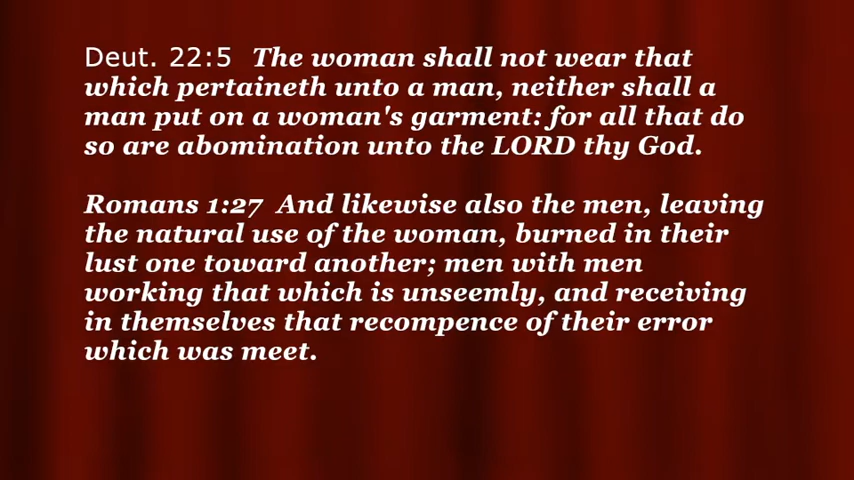 Deut. 22:5  The woman shall not wear that
which pertaineth unto a man, neither shall a
man put on a woman's garment: for all that do
so are abomination unto the LORD thy God.
Romans 1:27  And likewise also the men, leaving
the natural use of the woman, burned in their
lust one toward another; men with men
working that which is unseemly, and receiving
in themselves that recompence of their error
which was meet.